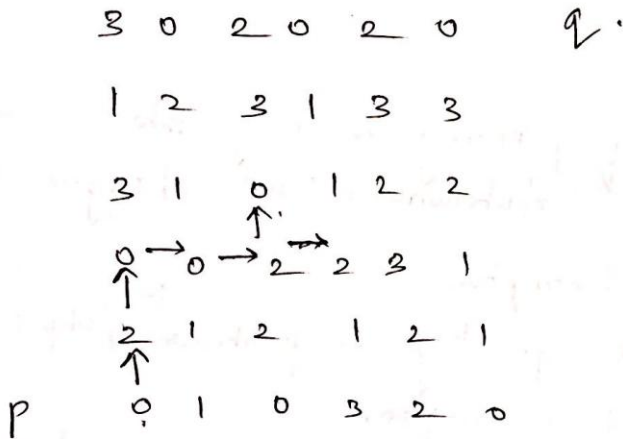 3 0 2 0 2 0 q.
1 2 3 1 3 3
3 1 0 1 2 2
↑
0 → 0 → 2 → 2 3 1
↑
2 1 2 1 2 1
↑
p 0 1 0 3 2 0